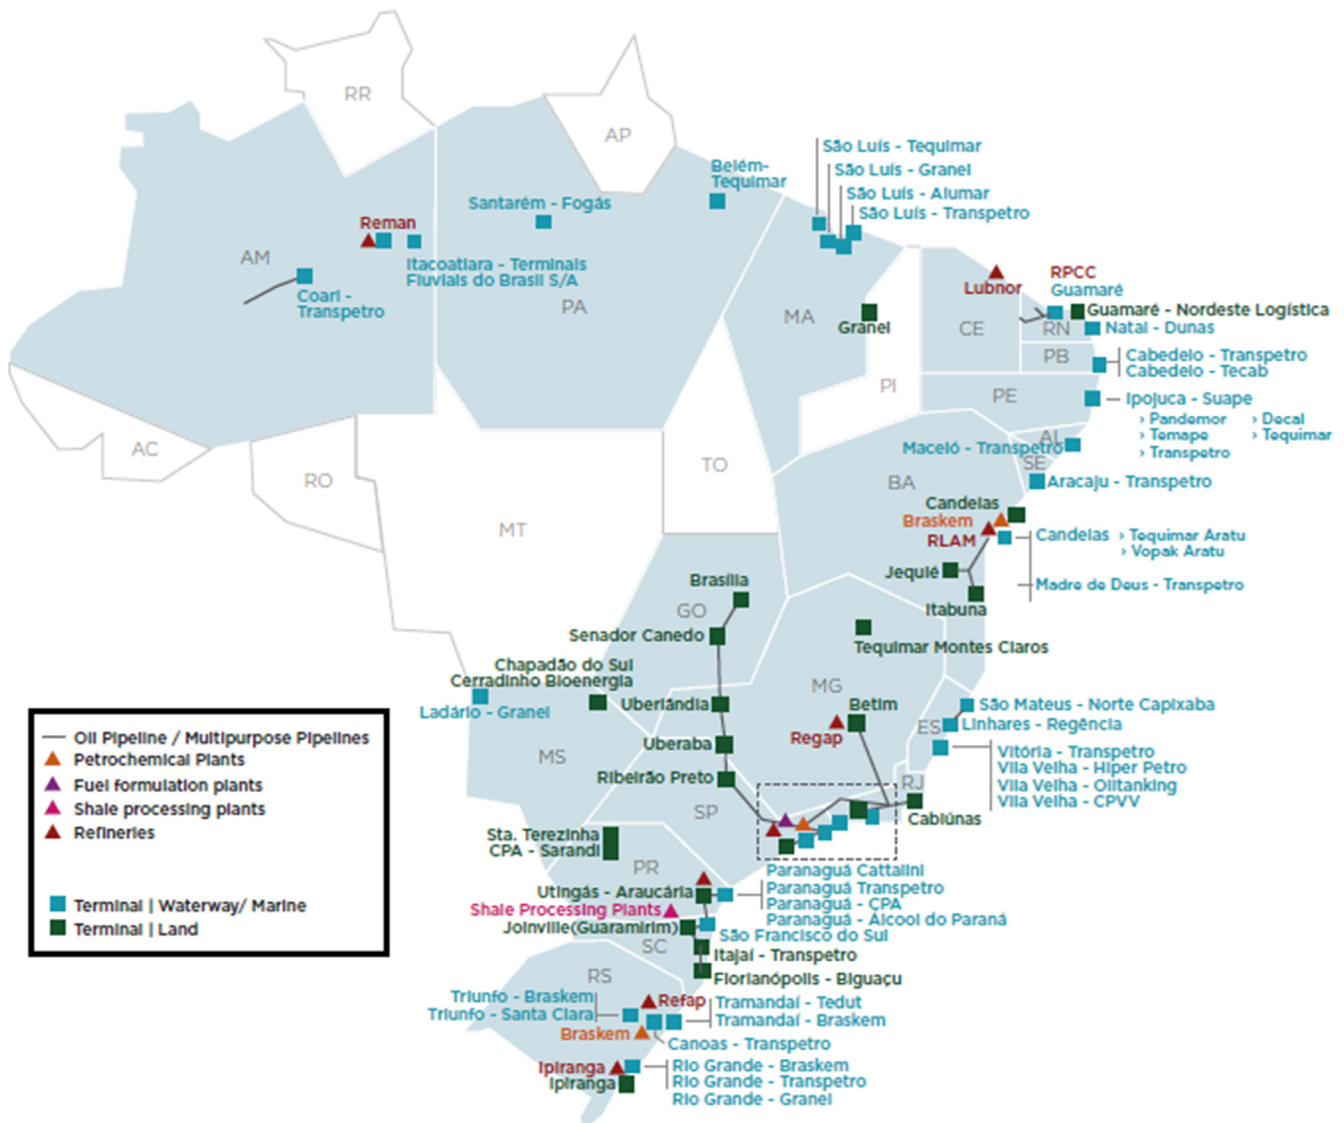 RR
AP
São Luís - Tequimar
São Luís - Granel
São Luís - Alumar
São Luís - Transpetro
Belém-
Tequimar
Santarém - Fogás
Reman
AM
Itacoatiara - Terminais
Fluviais do Brasil S/A
Coari -
Transpetro
PA
MA
Granel
Lubnor
RPCC
Guamaré
Guamaré - Nordeste Logística
CE
RN
Natal - Dunas
PB
Cabedelo - Transpetro
Cabedelo - Tecab
PI
PE
Ipojuca - Suape
› Pandemor › Decal
› Temape › Tequimar
› Transpetro
AC
RO
TO
MT
AL
Maceió - Transpetro
SE
Aracaju - Transpetro
BA
Candeias
Braskem
RLAM
Candeias › Tequimar Aratu
› Vopak Aratu
Madre de Deus - Transpetro
Jequié
Itabuna
Brasília
GO
Senador Canedo
Tequimar Montes Claros
Chapadão do Sul
Cerradinho Bioenergia
Ladário - Granel
Uberlândia
MG
Betim
Regap
ES
São Mateus - Norte Capixaba
Linhares - Regência
Uberaba
MS
Vitória - Transpetro
Vila Velha - Hiper Petro
Vila Velha - Oiltanking
Vila Velha - CPVV
Ribeirão Preto
RJ
SP
Cabiúnas
Oil Pipeline / Multipurpose Pipelines
Petrochemical Plants
Fuel formulation plants
Shale processing plants
Refineries
Terminal | Waterway/ Marine
Terminal | Land
Sta. Terezinha
CPA - Sarandi
PR
Paranaguá Cattalini
Paranaguá Transpetro
Paranaguá - CPA
Paranaguá - Álcool do Paraná
Utingás - Araucária
Shale Processing Plants
Joinville(Guaramirim)
São Francisco do Sul
SC
Itajaí - Transpetro
Florianópolis - Biguaçu
RS
Triunfo - Braskem
Triunfo - Santa Clara
Refap
Tramandaí - Tedut
Tramandaí - Braskem
Braskem
Canoas - Transpetro
Ipiranga
Ipiranga
Rio Grande - Braskem
Rio Grande - Transpetro
Rio Grande - Granel